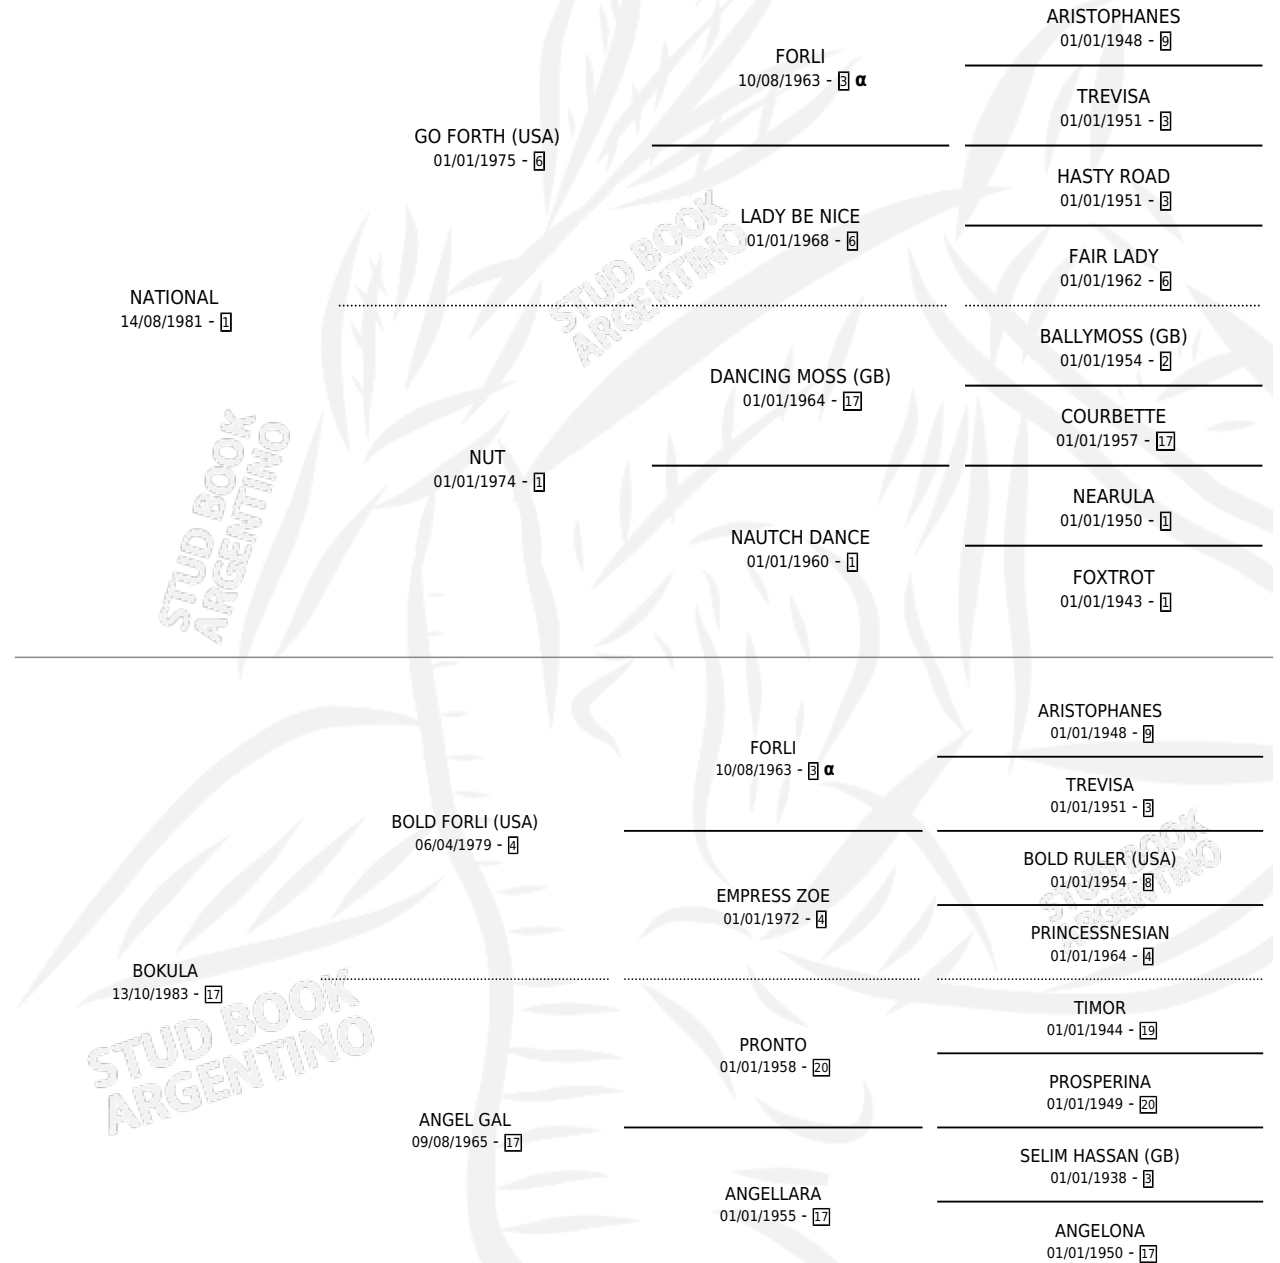 ARISTOPHANES
01/01/1948 - 9
FORLI
10/08/1963 - 3 α
TREVISA
01/01/1951 - 3
GO FORTH (USA)
01/01/1975 - 6
HASTY ROAD
01/01/1951 - 3
LADY BE NICE
01/01/1968 - 6
FAIR LADY
01/01/1962 - 6
NATIONAL
14/08/1981 - 1
BALLYMOSS (GB)
01/01/1954 - 2
DANCING MOSS (GB)
01/01/1964 - 17
COURBETTE
01/01/1957 - 17
NUT
01/01/1974 - 1
NEARULA
01/01/1950 - 1
NAUTCH DANCE
01/01/1960 - 1
FOXTROT
01/01/1943 - 1
STUD BOOK
ARGENTINO
STUD BOOK
ARGENTINO
ARISTOPHANES
01/01/1948 - 9
FORLI
10/08/1963 - 3 α
TREVISA
01/01/1951 - 3
BOLD FORLI (USA)
06/04/1979 - 4
BOLD RULER (USA)
01/01/1954 - 8
EMPRESS ZOE
01/01/1972 - 4
PRINCESSNESIAN
01/01/1964 - 4
BOKULA
13/10/1983 - 17
TIMOR
01/01/1944 - 19
PRONTO
01/01/1958 - 20
PROSPERINA
01/01/1949 - 20
ANGEL GAL
09/08/1965 - 17
SELIM HASSAN (GB)
01/01/1938 - 3
ANGELLARA
01/01/1955 - 17
ANGELONA
01/01/1950 - 17
STUD BOOK
ARGENTINO
STUD BOOK
ARGENTINO